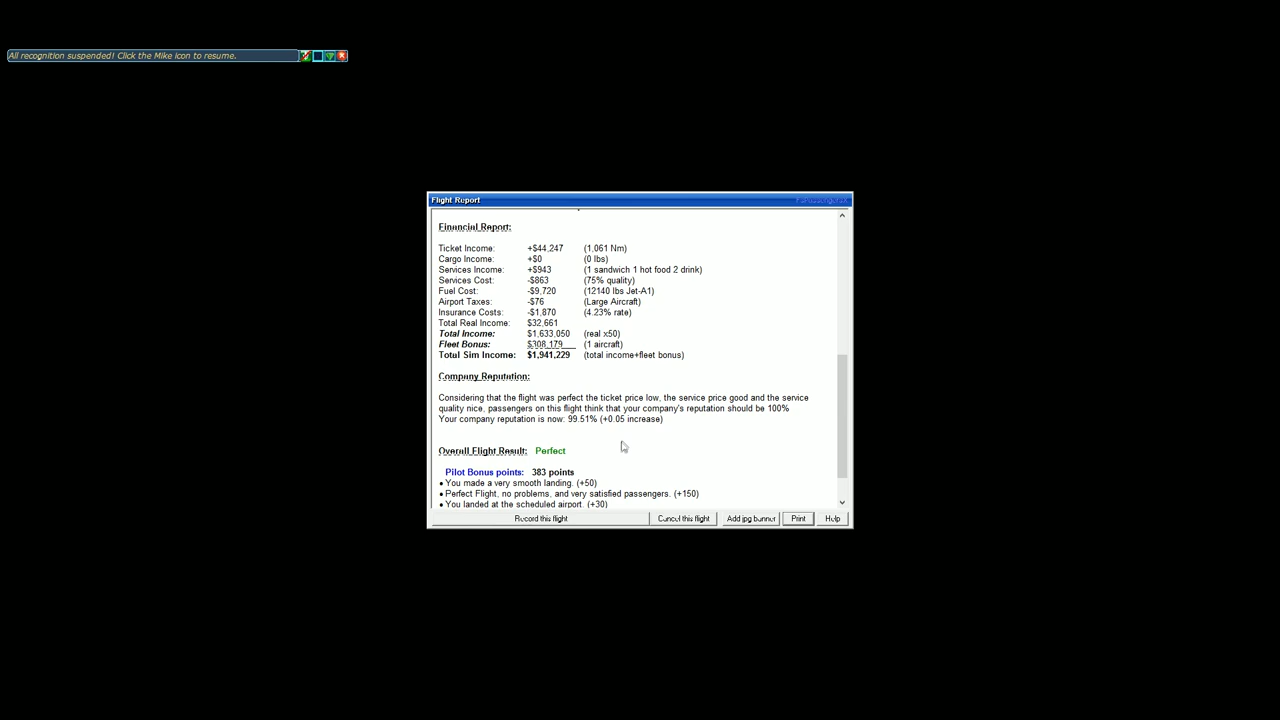 All recognition suspended! Click the Mike icon to resume.
Flight Report
Financial Report:
Ticket Income: +$44,247 (1,061 Nm)
Cargo Income: +$0 (0 lbs)
Services Income: +$943 (1 sandwich 1 hot food 2 drink)
Services Cost: -$863 (75% quality)
Fuel Cost: -$9,720 (12140 lbs Jet-A1)
Airport Taxes: -$76 (Large Aircraft)
Insurance Costs: -$1,870 (4.23% rate)
Total Real Income: $32,661
Total Income: $1,633,050 (real x50)
Fleet Bonus: $308,179 (1 aircraft)
Total Sim Income: $1,941,229 (total income+fleet bonus)
Company Reputation:
Considering that the flight was perfect the ticket price low, the service price good and the service
quality nice, passengers on this flight think that your company's reputation should be 100%
Your company reputation is now: 99.51% (+0.05 increase)
Overall Flight Result: Perfect
Pilot Bonus points: 383 points
• You made a very smooth landing. (+50)
• Perfect Flight, no problems, and very satisfied passengers. (+150)
• You landed at the scheduled airport. (+30)
Record this flight Cancel this flight Add jpg banner Print Help